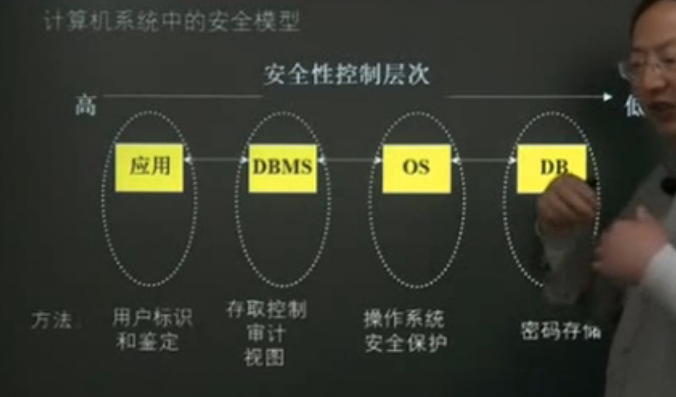 计算机系统中的安全模型
安全性控制层次
高
低
应用
DBMS
OS
DB
方法:
用户标识
和鉴定
存取控制
审计
视图
操作系统
安全保护
密码存储